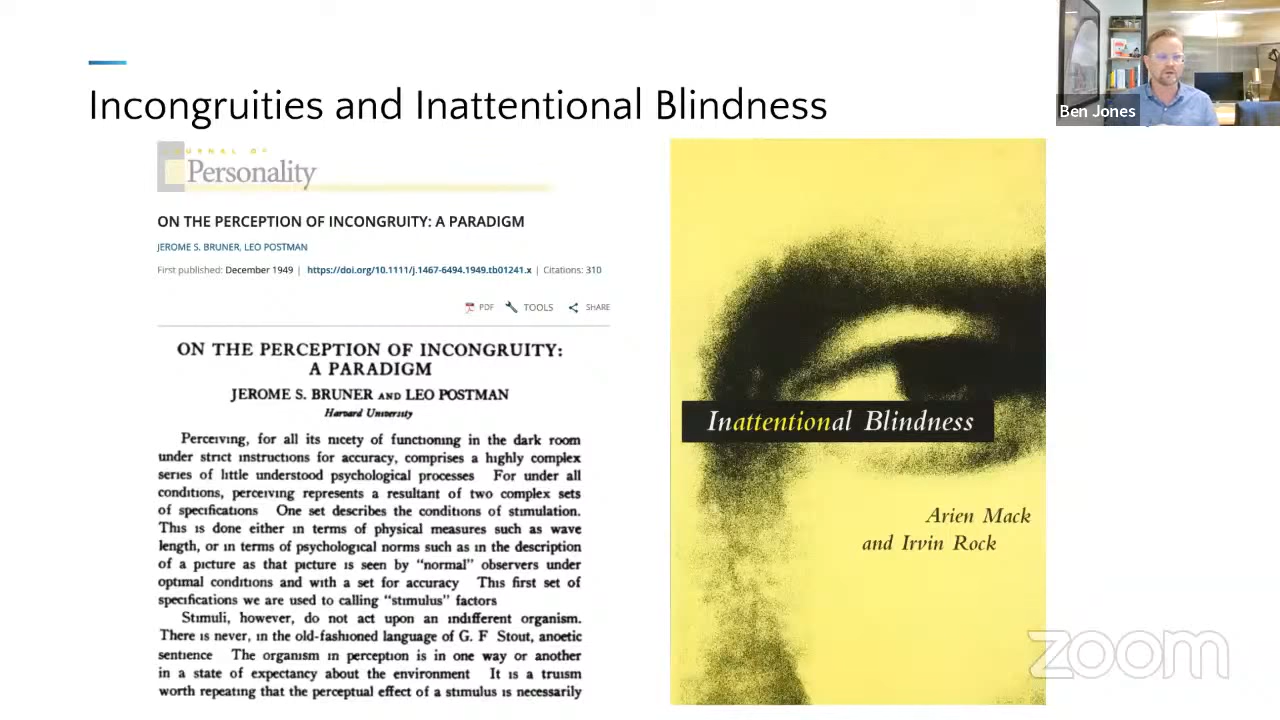 Incongruities and Inattentional Blindness
Ben Jones
JOURNAL OF
Personality
ON THE PERCEPTION OF INCONGRUITY: A PARADIGM
JEROME S. BRUNER, LEO POSTMAN
First published: December 1949 | https://doi.org/10.1111/j.1467-6494.1949.tb01241.x | Citations: 310
PDF TOOLS SHARE
ON THE PERCEPTION OF INCONGRUITY:
A PARADIGM
JEROME S. BRUNER AND LEO POSTMAN
Harvard University
Perceiving, for all its nicety of functioning in the dark room
under strict instructions for accuracy, comprises a highly complex
series of little understood psychological processes For under all
conditions, perceiving represents a resultant of two complex sets
of specifications One set describes the conditions of stimulation.
This is done either in terms of physical measures such as wave
length, or in terms of psychological norms such as in the description
of a picture as that picture is seen by "normal" observers under
optimal conditions and with a set for accuracy This first set of
specifications we are used to calling "stimulus" factors
Stimuli, however, do not act upon an indifferent organism.
There is never, in the old-fashioned language of G. F Stout, anoetic
sentience The organism in perception is in one way or another
in a state of expectancy about the environment It is a truism
worth repeating that the perceptual effect of a stimulus is necessarily
Inattentional Blindness
Arien Mack
and Irvin Rock
zoom